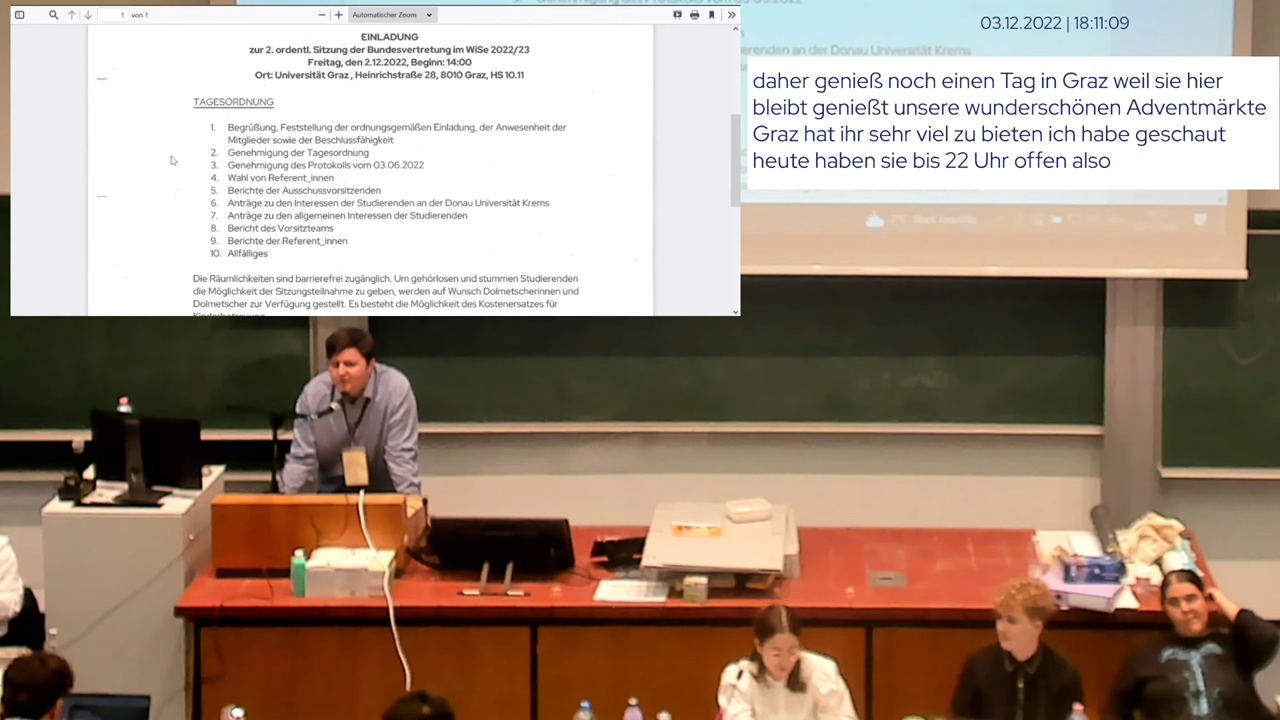 1 von 1
Automatischer Zoom
EINLADUNG
zur 2. ordentl. Sitzung der Bundesvertretung im WiSe 2022/23
Freitag, den 2.12.2022, Beginn: 14:00
Ort: Universität Graz , Heinrichstraße 28, 8010 Graz, HS 10.11
TAGESORDNUNG
1. Begrüßung, Feststellung der ordnungsgemäßen Einladung, der Anwesenheit der
Mitglieder sowie der Beschlussfähigkeit
2. Genehmigung der Tagesordnung
3. Genehmigung des Protokolls vom 03.06.2022
4. Wahl von Referent_innen
5. Berichte der Ausschussvorsitzenden
6. Anträge zu den Interessen der Studierenden an der Donau Universität Krems
7. Anträge zu den allgemeinen Interessen der Studierenden
8. Bericht des Vorsitzteams
9. Berichte der Referent_innen
10. Allfälliges
Die Räumlichkeiten sind barrierefrei zugänglich. Um gehörlosen und stummen Studierenden
die Möglichkeit der Sitzungsteilnahme zu geben, werden auf Wunsch Dolmetscherinnen und
Dolmetscher zur Verfügung gestellt. Es besteht die Möglichkeit des Kostenersatzes für
Kinderbetreuung
03.12.2022 | 18:11:09
erenden an der Donau Universität Krems
daher genieß noch einen Tag in Graz weil sie hier
bleibt genießt unsere wunderschönen Adventmärkte
Graz hat ihr sehr viel zu bieten ich habe geschaut
heute haben sie bis 22 Uhr offen also